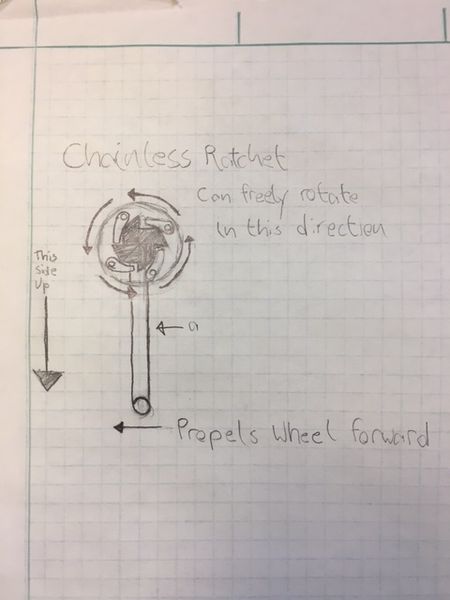 Chainless Ratchet
Can freely rotate
in this direction
This
side
Up
a
Propels Wheel forward